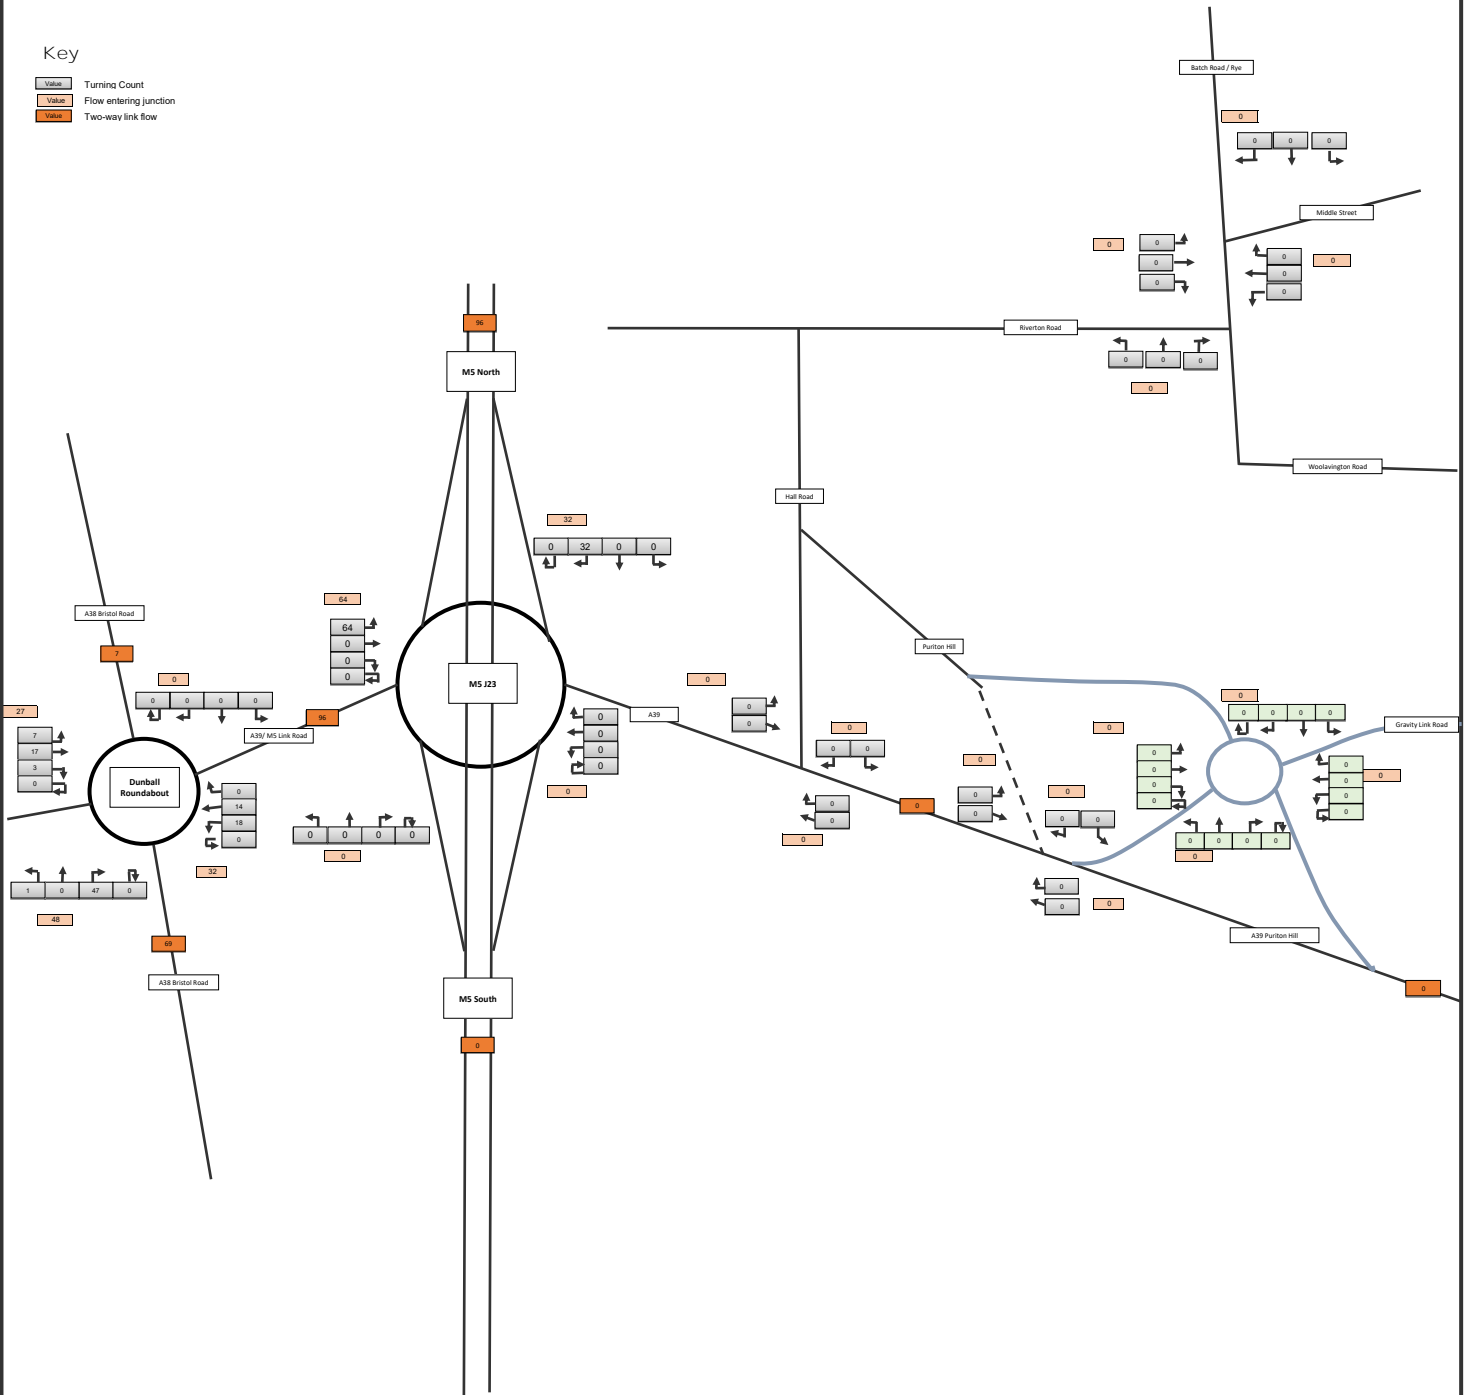 Key
Value Turning Count
Value Flow entering junction
Value Two-way link flow
Batch Road / Rye
0
0 0 0
Middle Street
0
0
0
0
0
0
0
0
96
Riverton Road
0 0 0
0
M5 North
Woolavington Road
Hall Road
32
0 32 0 0
64
64
0
0
0
A38 Bristol Road
7
Puriton Hill
M5 J23
0
0 0 0 0
27
7
17
3
0
96
A39/ M5 Link Road
0
0
0
0
0
A39
0
0
0
0
0 0
0
0
0 0 0 0
Gravity Link Road
0
0
0
0
0
0
0
0
0
0
Dunball
Roundabout
0
14
18
0
32
0 0 0 0
0
0
0
0
0
0
0
0
0
0 0
0 0 0 0
0
1 0 47 0
48
0
0
0
69
A38 Bristol Road
A39 Puriton Hill
0
M5 South
0